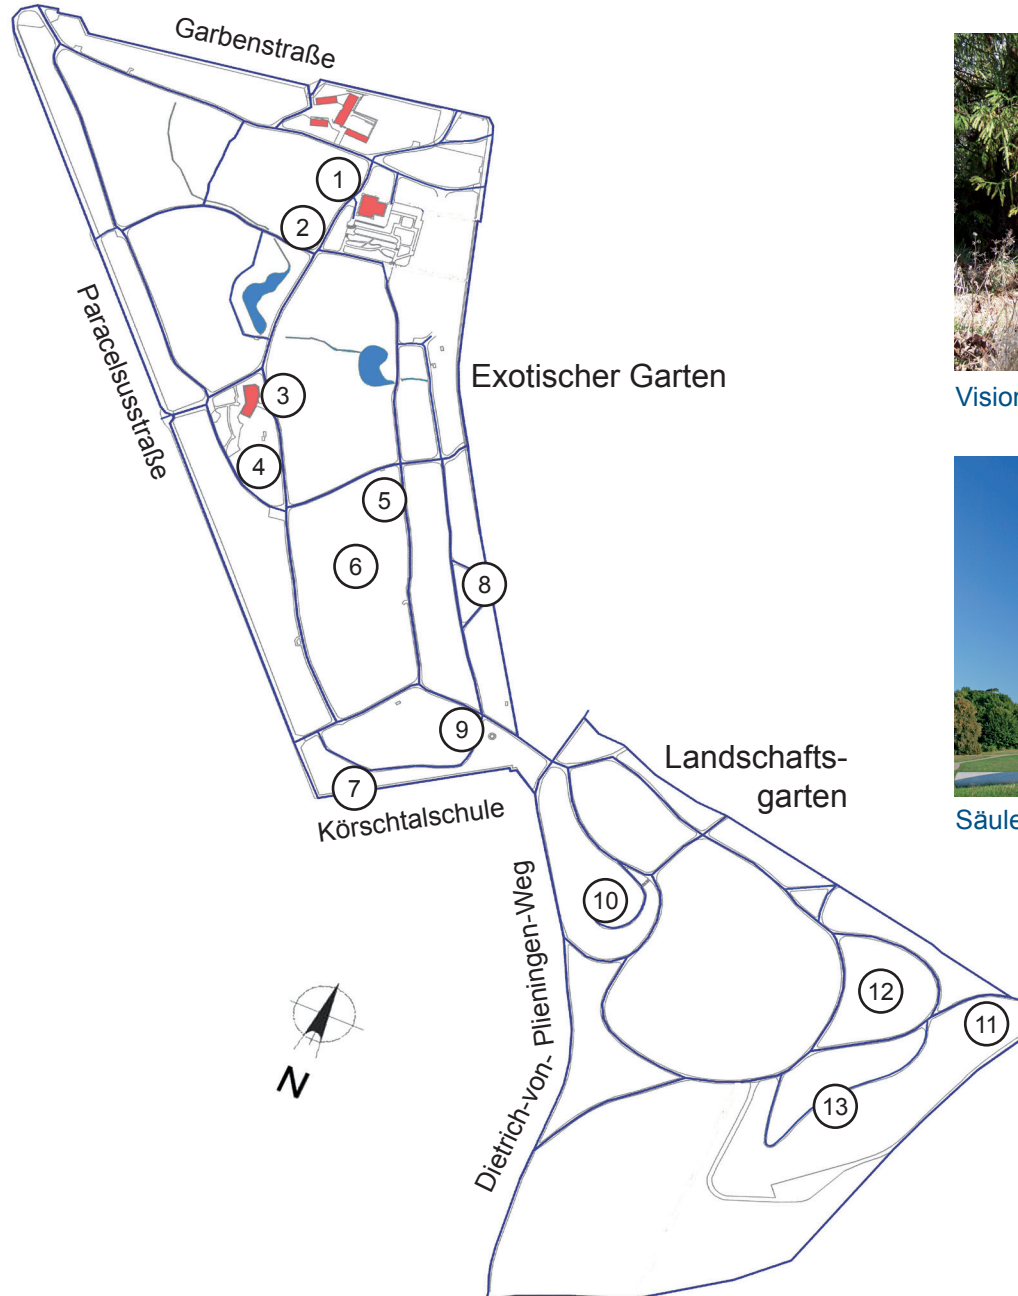 Garbenstraße
1
2
Paracelsusstraße
Exotischer Garten
3
4
5
6
8
9
7
Körschtalschule
Landschafts-
garten
10
Dietrich-von- Plieningen-Weg
12
11
13
N